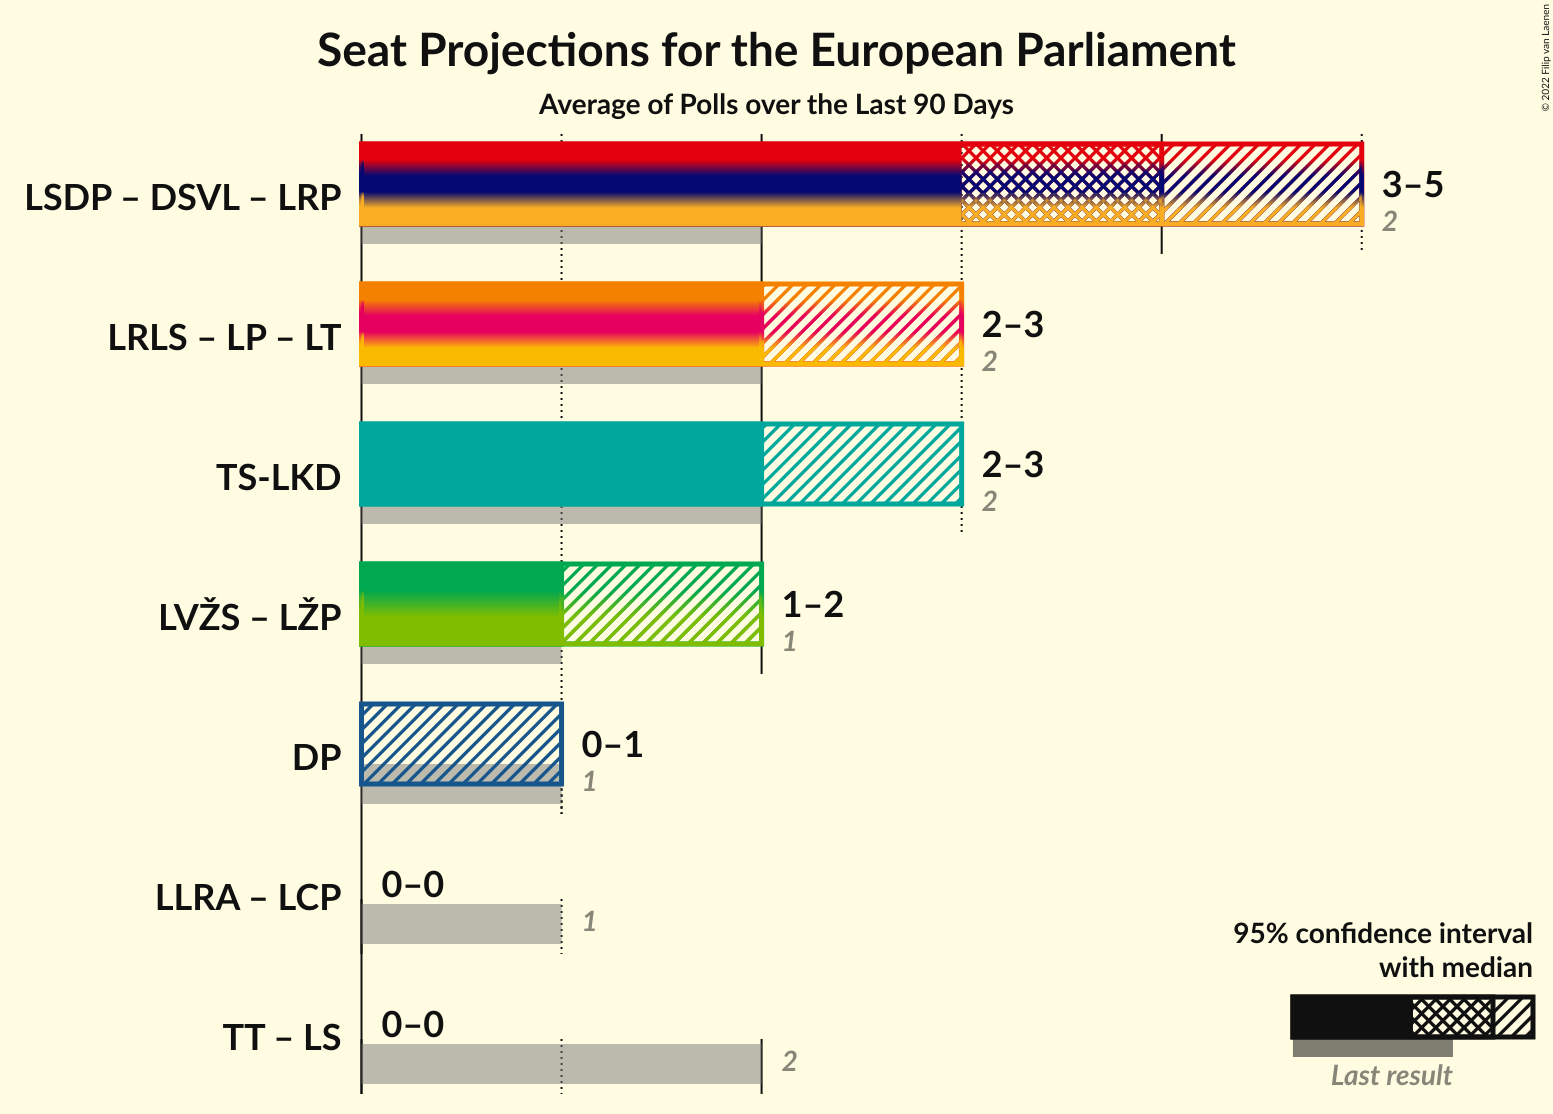 Seat Projections for the European Parliament
Average of Polls over the Last 90 Days
© 2022 Filip van Laenen
LSDP – DSVL – LRP
3–5
2
LRLS – LP – LT
2–3
2
TS-LKD
2–3
2
LVŽS – LŽP
1–2
1
DP
0–1
1
LLRA – LCP
0–0
1
TT – LS
0–0
2
95% confidence interval
with median
Last result